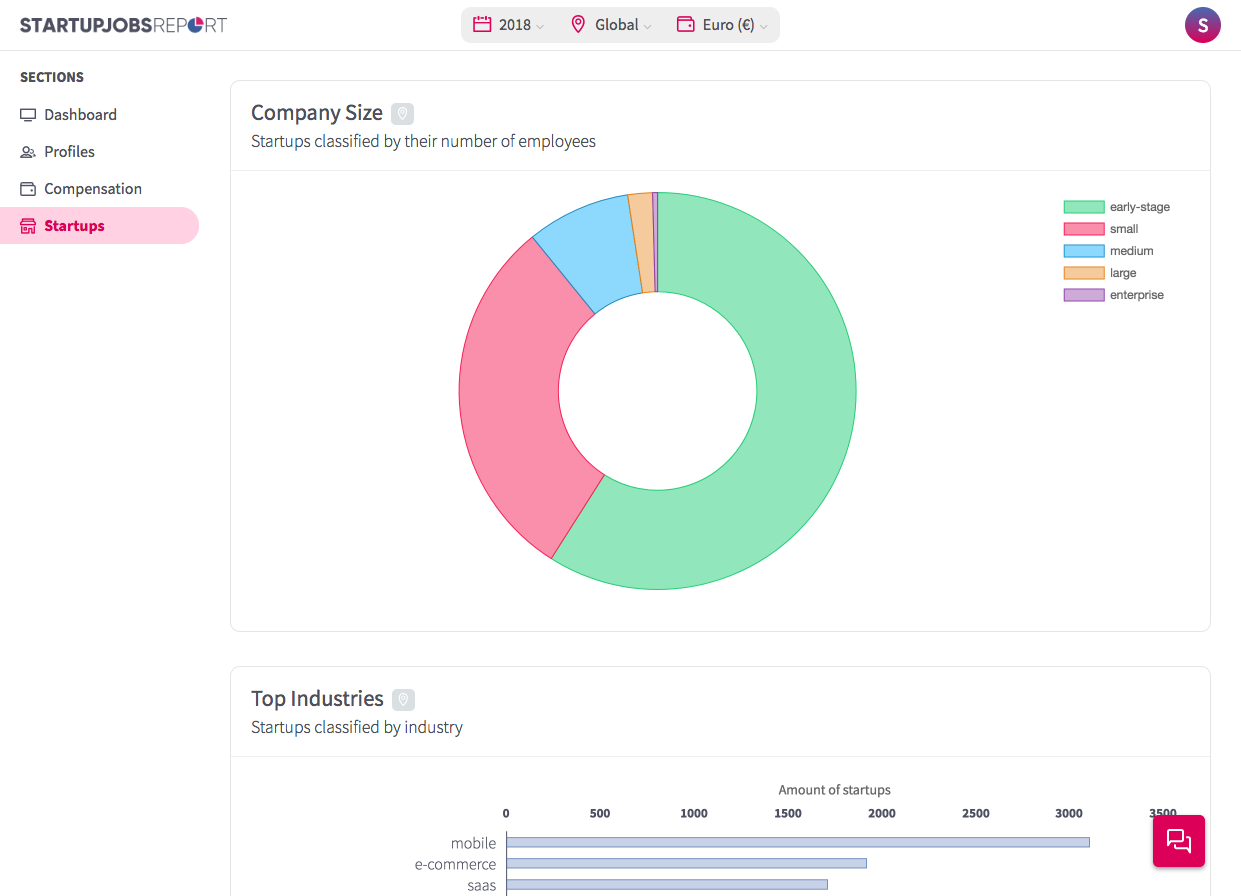 STARTUPJOBSREPORT
2018 Global Euro (€)
S
SECTIONS
Dashboard
Profiles
Compensation
Startups
Company Size
Startups classified by their number of employees
early-stage
small
medium
large
enterprise
Top Industries
Startups classified by industry
Amount of startups
0 500 1000 1500 2000 2500 3000 3500
mobile
e-commerce
saas